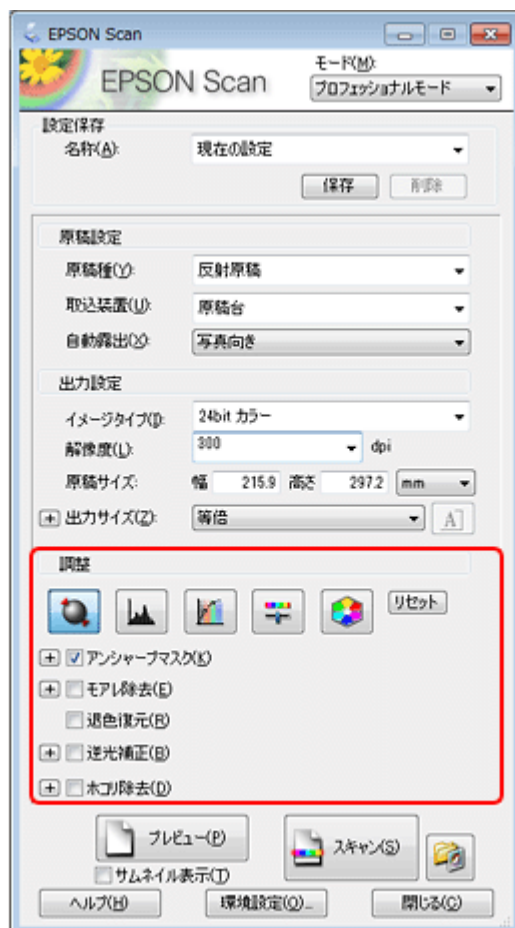 EPSON Scan
EPSON Scan
モード(M):
プロフェッショナルモード
設定保存
名称(A):
現在の設定
保存
削除
原稿設定
原稿種(Y):
反射原稿
取込装置(U):
原稿台
自動露出(X):
写真向き
出力設定
イメージタイプ(I):
24bit カラー
解像度(L):
300
dpi
原稿サイズ:
幅 215.9 高さ 297.2 mm
出力サイズ(Z):
等倍
A
調整
リセット
アンシャープマスク(K)
モアレ除去(E)
退色復元(R)
逆光補正(B)
ホコリ除去(D)
プレビュー(P)
スキャン(S)
サムネイル表示(T)
ヘルプ(H)
環境設定(O)...
閉じる(C)